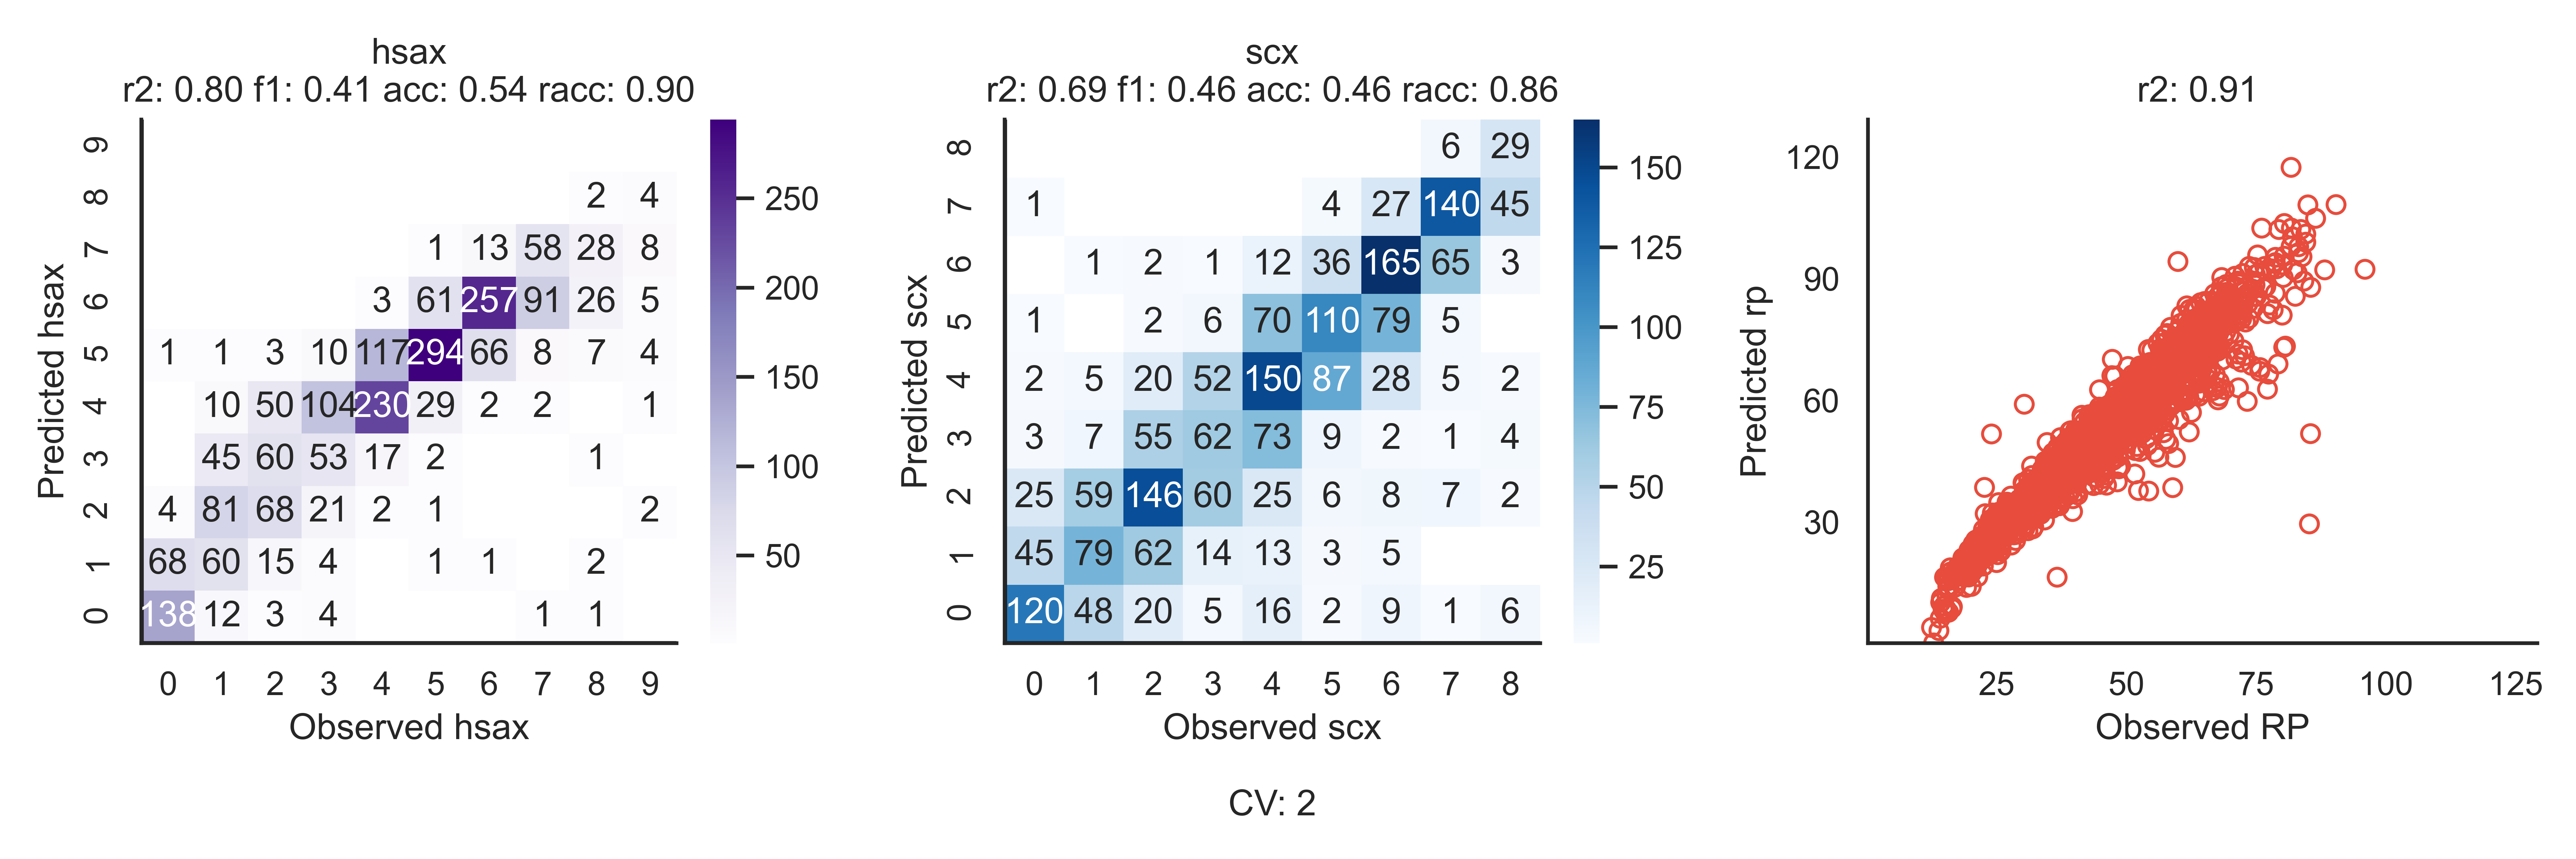 hsax
r2: 0.80 f1: 0.41 acc: 0.54 racc: 0.90
Predicted hsax
9
8 2 4
7 1 13 58 28 8
6 3 61 257 91 26 5
5 1 1 3 10 117 294 66 8 7 4
4 10 50 104 230 29 2 2 1
3 45 60 53 17 2 1
2 4 81 68 21 2 1 2
1 68 60 15 4 1 1 2
0 138 12 3 4 1 1
0 1 2 3 4 5 6 7 8 9
Observed hsax
250
200
150
100
50
scx
r2: 0.69 f1: 0.46 acc: 0.46 racc: 0.86
Predicted scx
8 6 29
7 1 4 27 140 45
6 1 2 1 12 36 165 65 3
5 1 2 6 70 110 79 5
4 2 5 20 52 150 87 28 5 2
3 3 7 55 62 73 9 2 1 4
2 25 59 146 60 25 6 8 7 2
1 45 79 62 14 13 3 5
0 120 48 20 5 16 2 9 1 6
0 1 2 3 4 5 6 7 8
Observed scx
150
125
100
75
50
25
r2: 0.91
Predicted rp
120
90
60
30
25 50 75 100 125
Observed RP
CV: 2